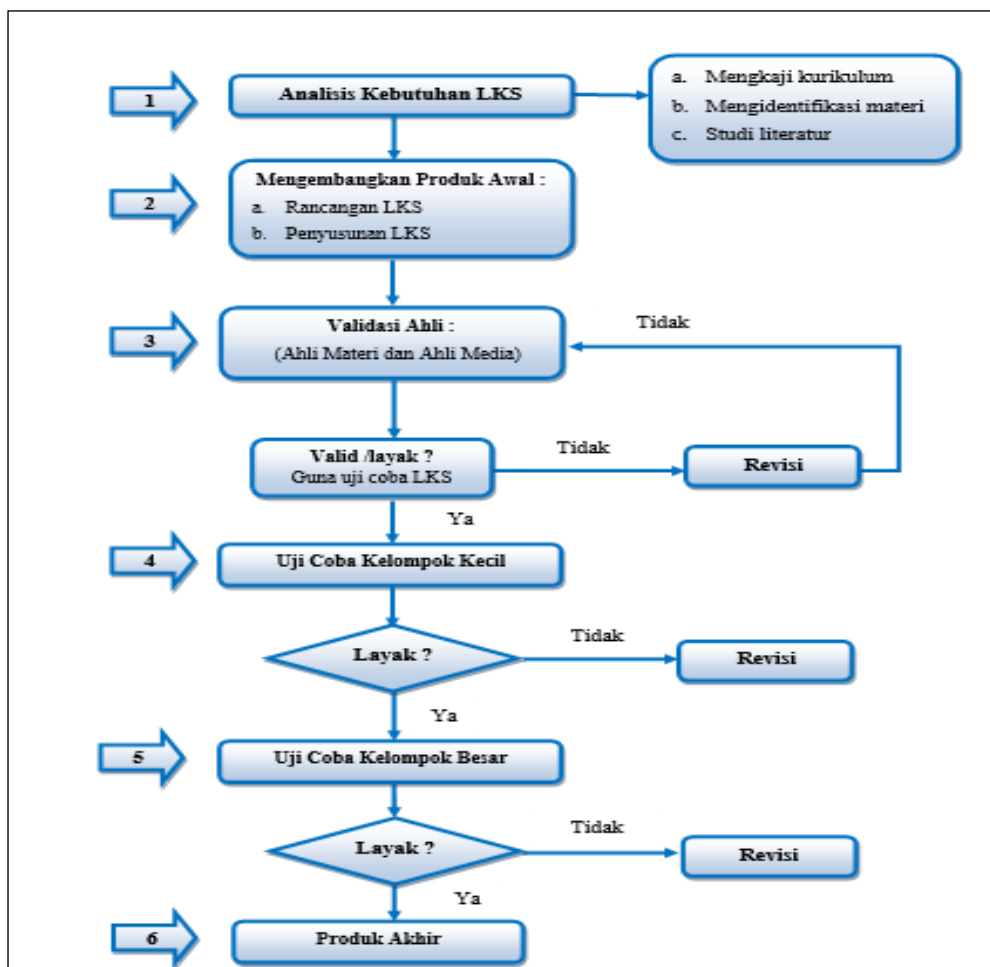 1
Analisis Kebutuhan LKS
a. Mengkaji kurikulum
b. Mengidentifikasi materi
c. Studi literatur
2
Mengembangkan Produk Awal :
a. Rancangan LKS
b. Penyusunan LKS
3
Validasi Ahli :
(Ahli Materi dan Ahli Media)
Tidak
Valid /layak ?
Guna uji coba LKS
Tidak
Revisi
Ya
4
Uji Coba Kelompok Kecil
Layak ?
Tidak
Revisi
Ya
5
Uji Coba Kelompok Besar
Layak ?
Tidak
Revisi
Ya
6
Produk Akhir